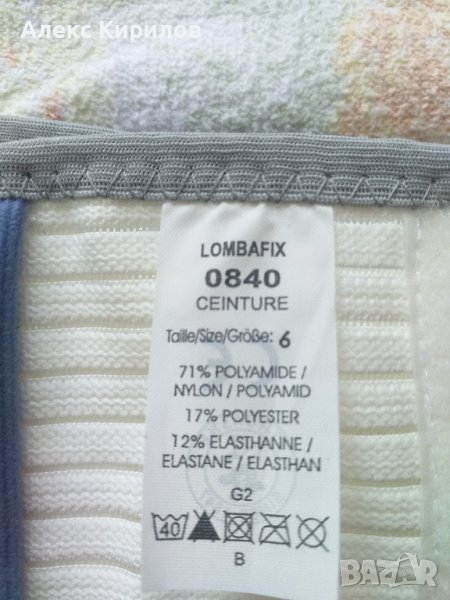 Алекс Кирилов
LOMBAFIX
0840
CEINTURE
Taille/Size/Größe: 6
71% POLYAMIDE /
NYLON / POLYAMID
17% POLYESTER
12% ELASTHANNE /
ELASTANE / ELASTHAN
G2
40
B
BAZAR